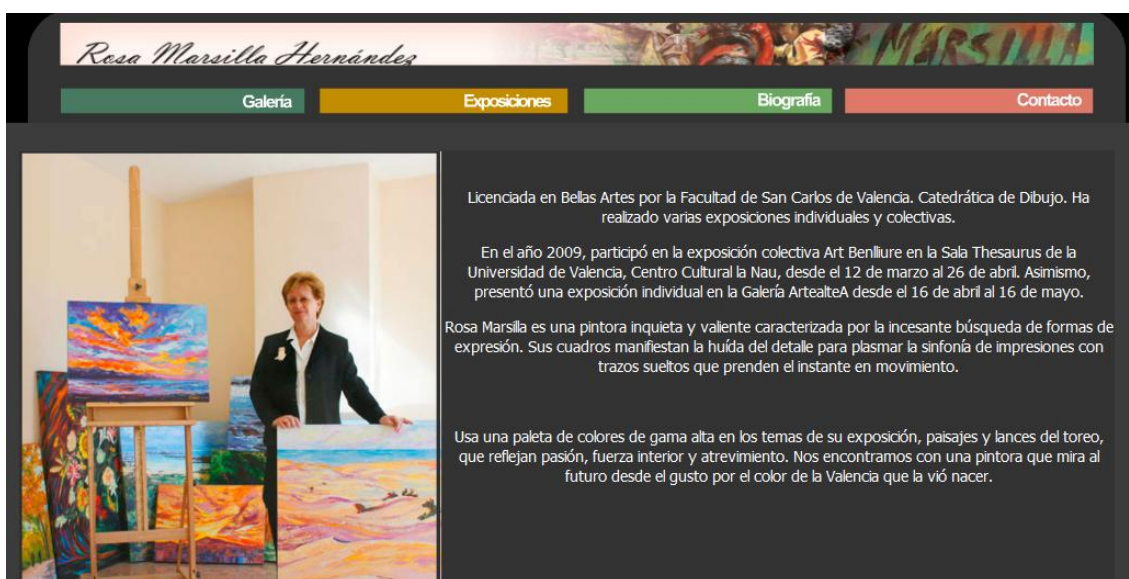 Rosa Marsilla Hernández
MARSILLA
Galería
Exposiciones
Biografía
Contacto
Licenciada en Bellas Artes por la Facultad de San Carlos de Valencia. Catedrática de Dibujo. Ha
realizado varias exposiciones individuales y colectivas.
En el año 2009, participó en la exposición colectiva Art Benlliure en la Sala Thesaurus de la
Universidad de Valencia, Centro Cultural la Nau, desde el 12 de marzo al 26 de abril. Asimismo,
presentó una exposición individual en la Galería ArtealteA desde el 16 de abril al 16 de mayo.
Rosa Marsilla es una pintora inquieta y valiente caracterizada por la incesante búsqueda de formas de
expresión. Sus cuadros manifiestan la huída del detalle para plasmar la sinfonía de impresiones con
trazos sueltos que prenden el instante en movimiento.
Usa una paleta de colores de gama alta en los temas de su exposición, paisajes y lances del toreo,
que reflejan pasión, fuerza interior y atrevimiento. Nos encontramos con una pintora que mira al
futuro desde el gusto por el color de la Valencia que la vió nacer.